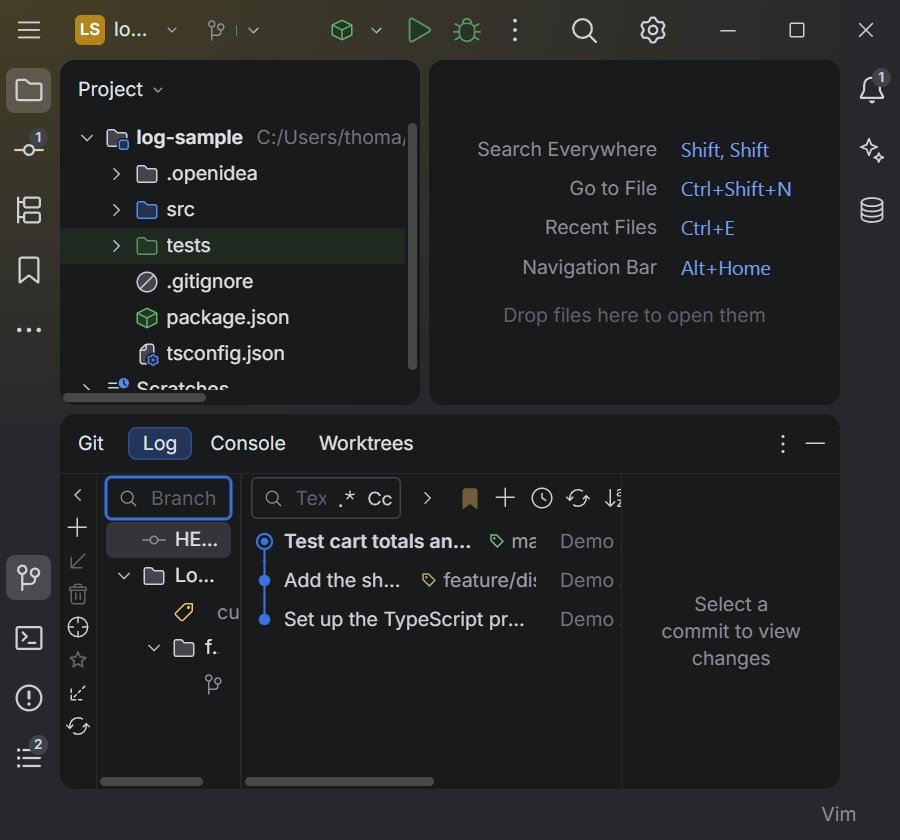 LS lo...
Project
1
1
log-sample C:/Users/thoma/
.openidea
src
tests
.gitignore
package.json
tsconfig.json
Scratches
Search Everywhere Shift, Shift
Go to File Ctrl+Shift+N
Recent Files Ctrl+E
Navigation Bar Alt+Home
Drop files here to open them
Git Log Console Worktrees
Branch
Tex .* Cc
HE...
Lo...
cu
f..
Test cart totals an... ma Demo
Add the sh... feature/dis Demo
Set up the TypeScript pr... Demo
Select a
commit to view
changes
2
Vim